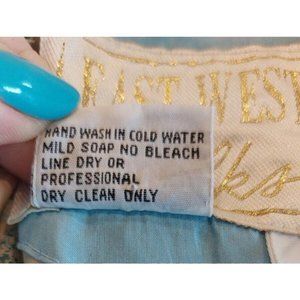 EAST WEST
HAND WASH IN COLD WATER
MILD SOAP NO BLEACH
LINE DRY OR
PROFESSIONAL
DRY CLEAN ONLY